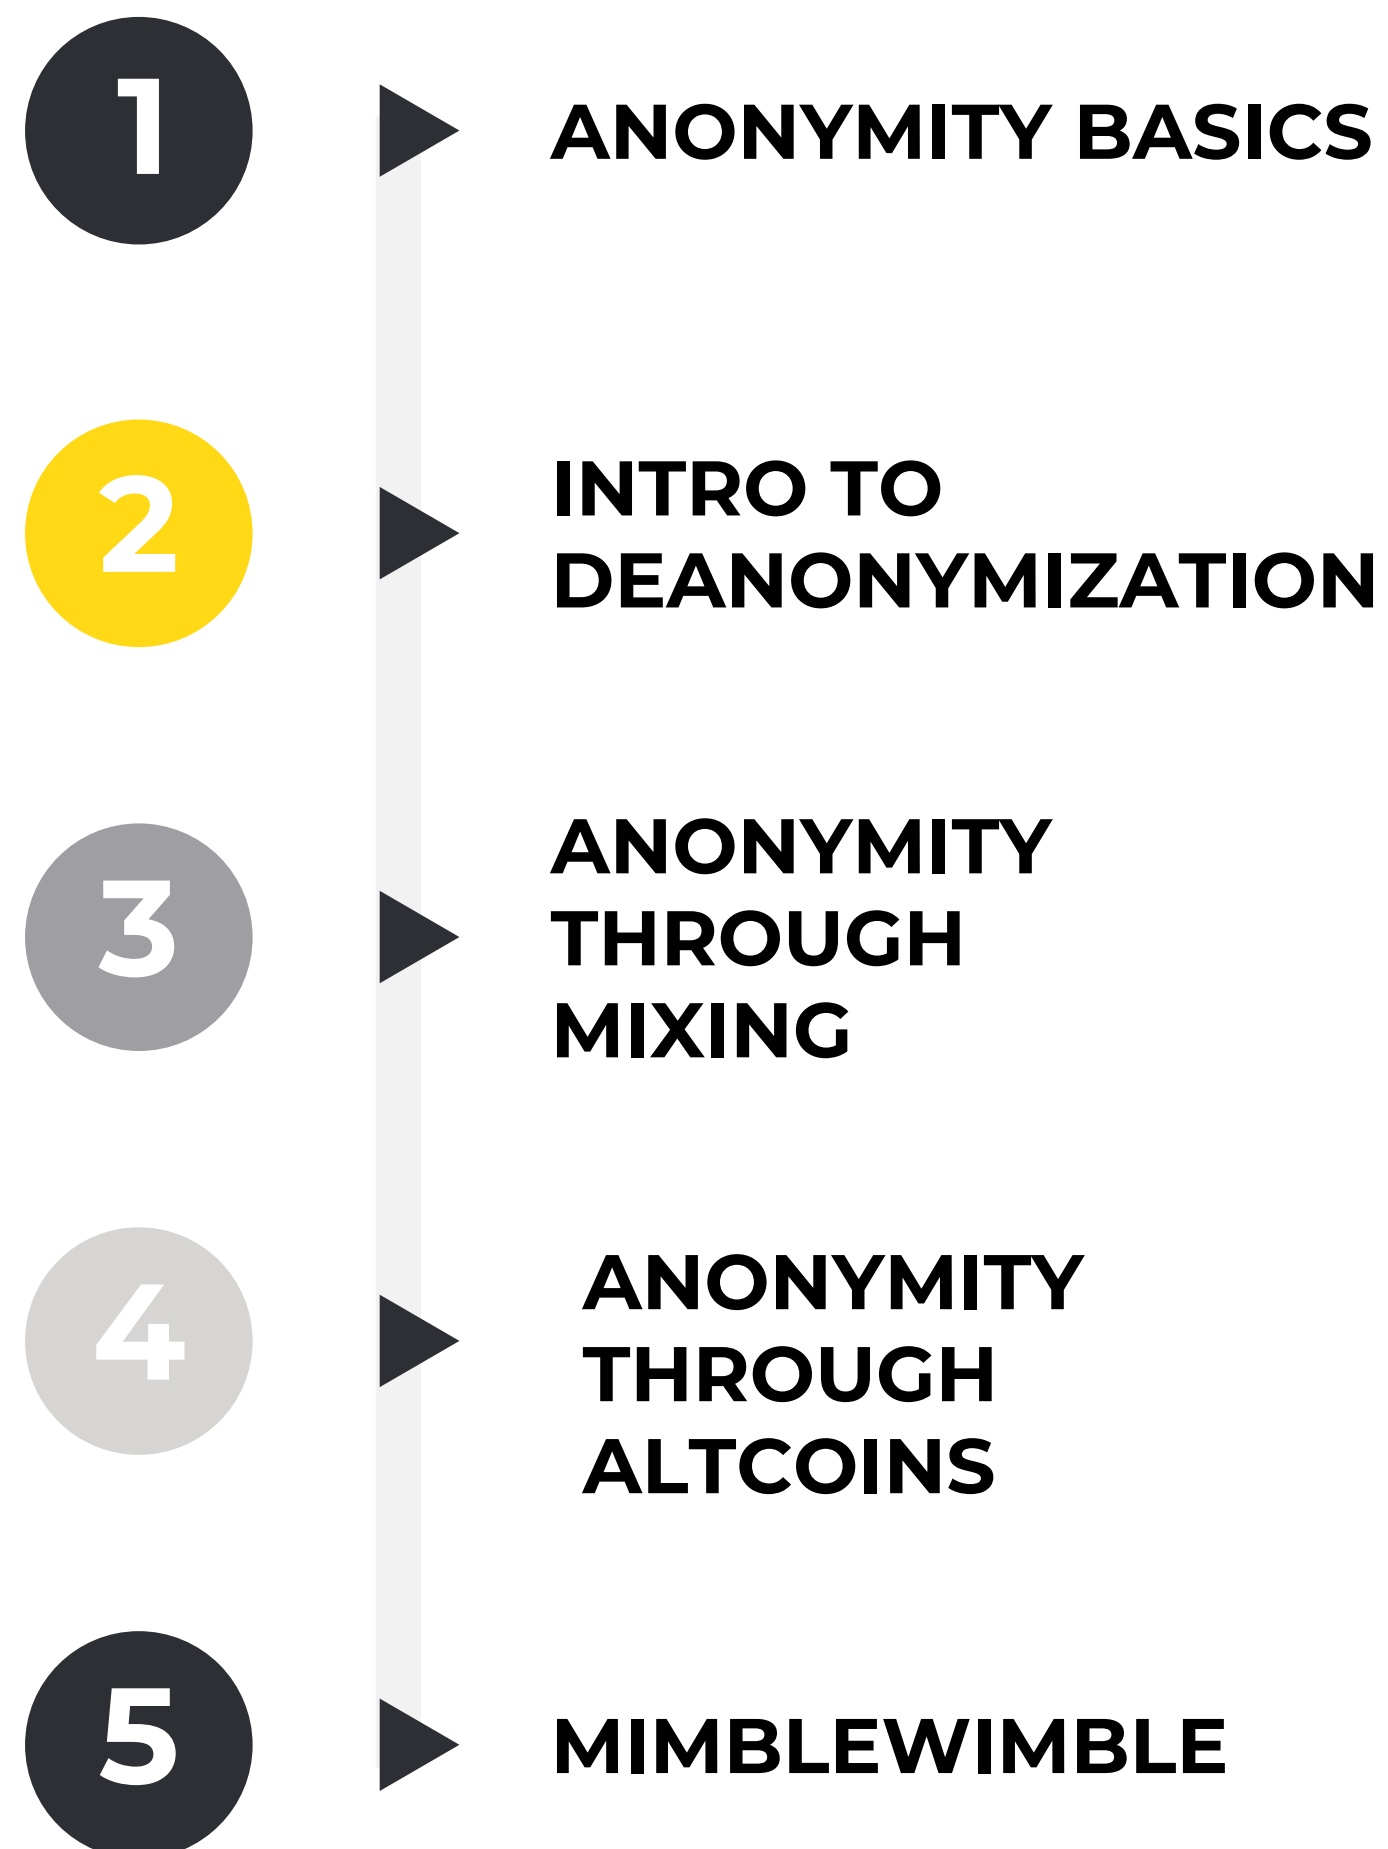 1
ANONYMITY BASICS
2
INTRO TO
DEANONYMIZATION
3
ANONYMITY
THROUGH
MIXING
4
ANONYMITY
THROUGH
ALTCOINS
5
MIMBLEWIMBLE